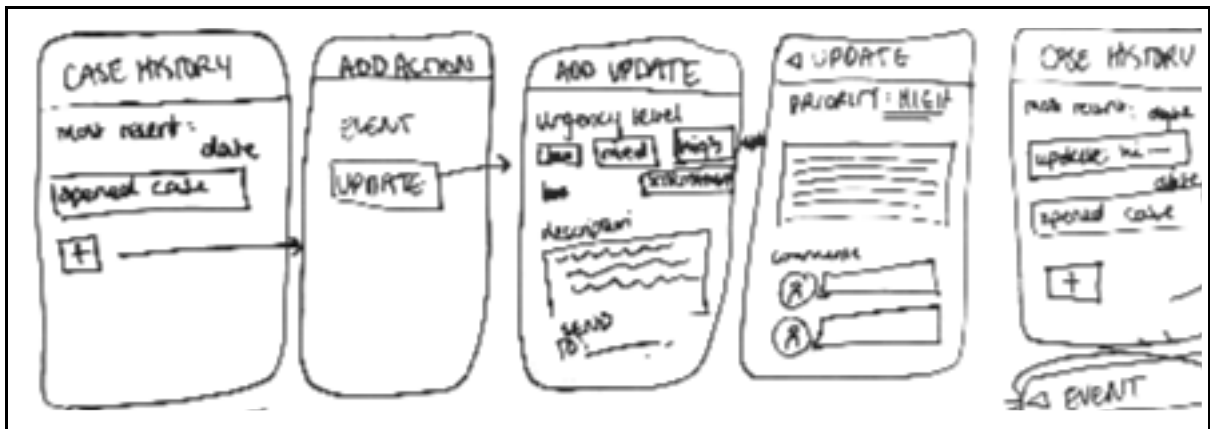 CASE HISTORY
most recent:
date
opened case
+
ADD ACTION
EVENT
UPDATE
ADD UPDATE
Urgency level
low med high
description
SEND
TO:
◁ UPDATE
PRIORITY: HIGH
comments
CASE HISTORY
most recent: date
update: hi
date
opened case
+
◁ EVENT